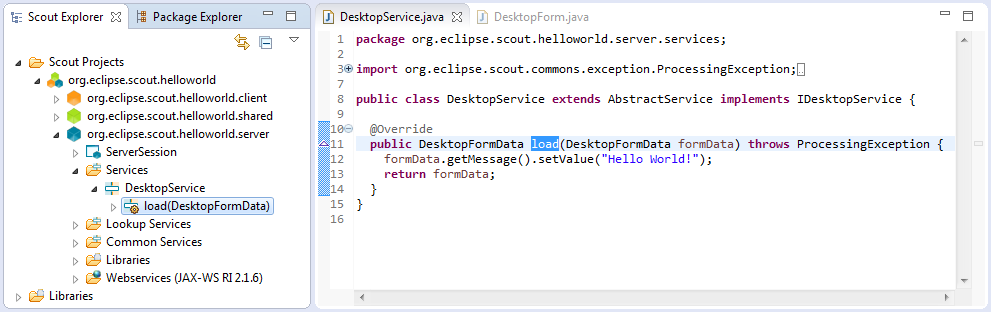 Scout Explorer
Package Explorer
Scout Projects
org.eclipse.scout.helloworld
org.eclipse.scout.helloworld.client
org.eclipse.scout.helloworld.shared
org.eclipse.scout.helloworld.server
ServerSession
Services
DesktopService
load(DesktopFormData)
Lookup Services
Common Services
Libraries
Webservices (JAX-WS RI 2.1.6)
Libraries
DesktopService.java
DesktopForm.java
1 package org.eclipse.scout.helloworld.server.services;
2
3 import org.eclipse.scout.commons.exception.ProcessingException;
7
8 public class DesktopService extends AbstractService implements IDesktopService {
9
10 @Override
11 public DesktopFormData load(DesktopFormData formData) throws ProcessingException {
12 formData.getMessage().setValue("Hello World!");
13 return formData;
14 }
15 }
16